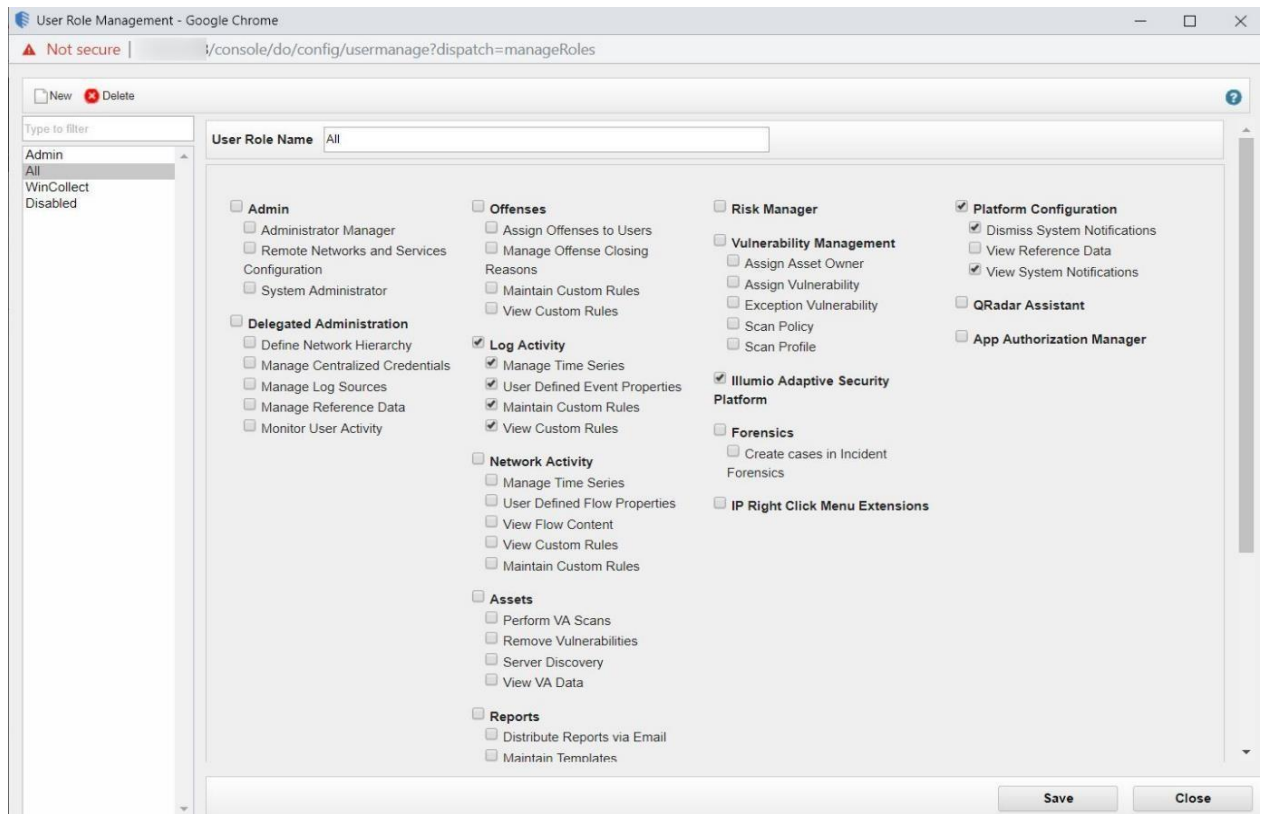 User Role Management - Google Chrome
Not secure | /console/do/config/usermanage?dispatch=manageRoles
New Delete
Type to filter
Admin
All
WinCollect
Disabled
User Role Name All
Admin
Administrator Manager
Remote Networks and Services
Configuration
System Administrator
Delegated Administration
Define Network Hierarchy
Manage Centralized Credentials
Manage Log Sources
Manage Reference Data
Monitor User Activity
Offenses
Assign Offenses to Users
Manage Offense Closing
Reasons
Maintain Custom Rules
View Custom Rules
Log Activity
Manage Time Series
User Defined Event Properties
Maintain Custom Rules
View Custom Rules
Network Activity
Manage Time Series
User Defined Flow Properties
View Flow Content
View Custom Rules
Maintain Custom Rules
Assets
Perform VA Scans
Remove Vulnerabilities
Server Discovery
View VA Data
Reports
Distribute Reports via Email
Maintain Templates
Risk Manager
Vulnerability Management
Assign Asset Owner
Assign Vulnerability
Exception Vulnerability
Scan Policy
Scan Profile
Illumio Adaptive Security
Platform
Forensics
Create cases in Incident
Forensics
IP Right Click Menu Extensions
Platform Configuration
Dismiss System Notifications
View Reference Data
View System Notifications
QRadar Assistant
App Authorization Manager
Save Close